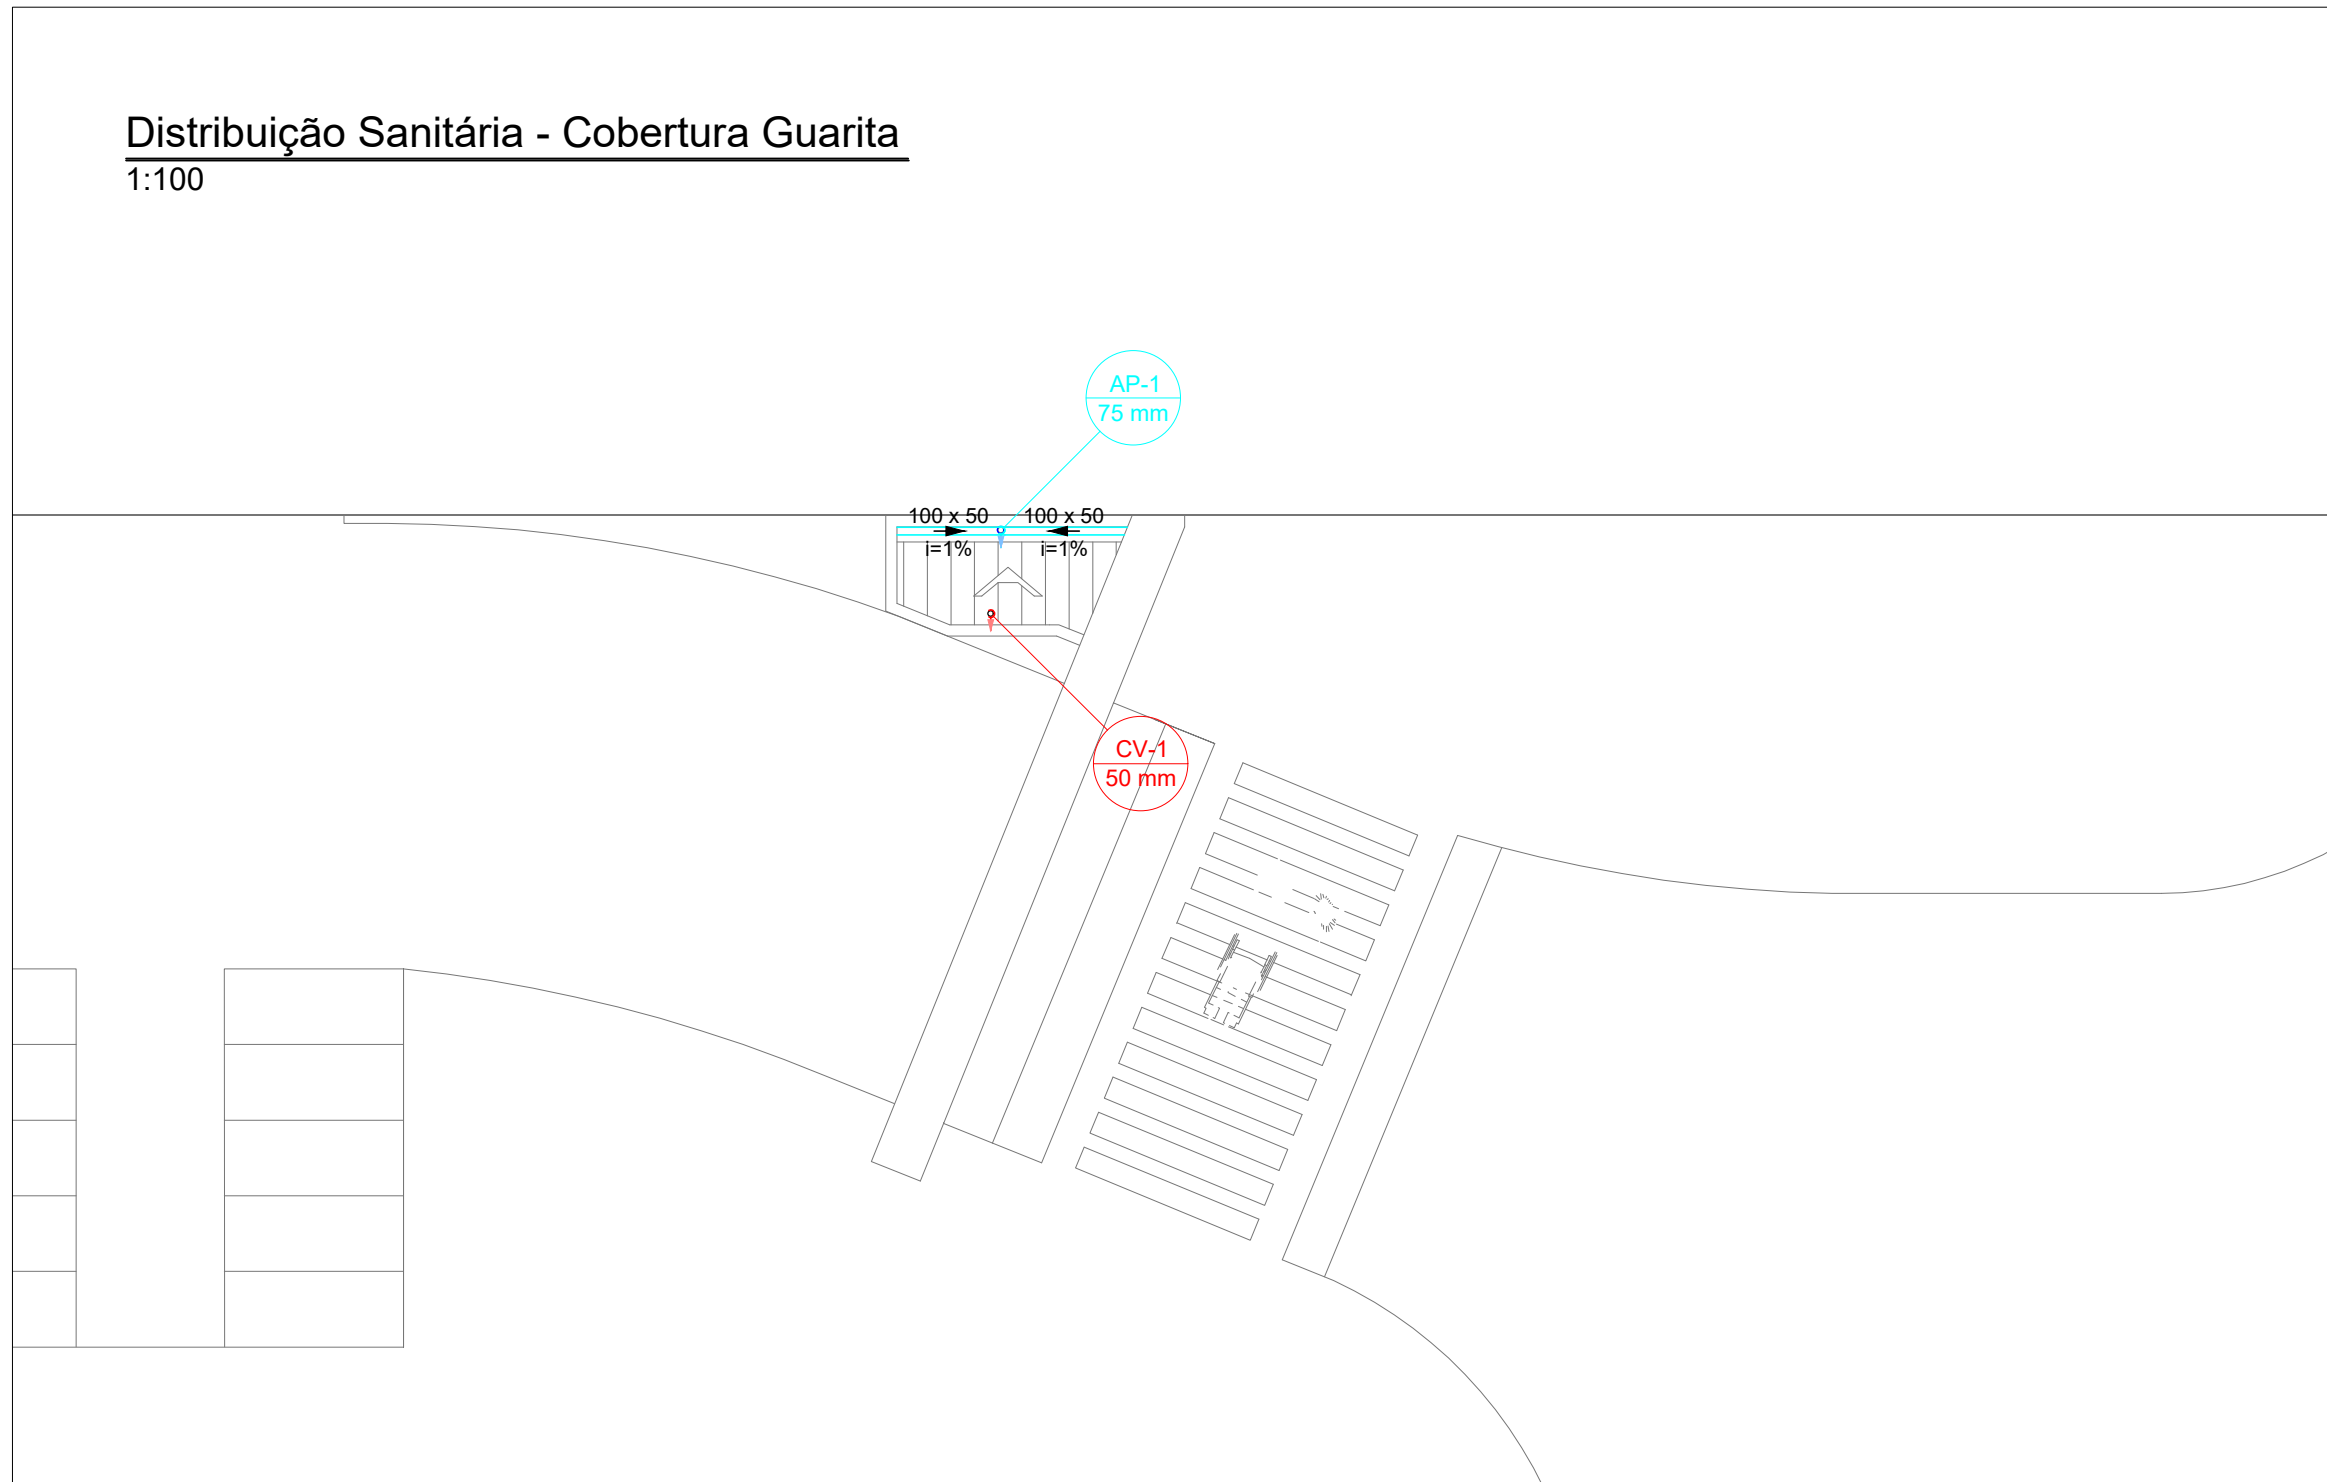 Distribuição Sanitária - Cobertura Guarita
1:100
AP-1
75 mm
100 x 50
100 x 50
i=1%
i=1%
CV-1
50 mm